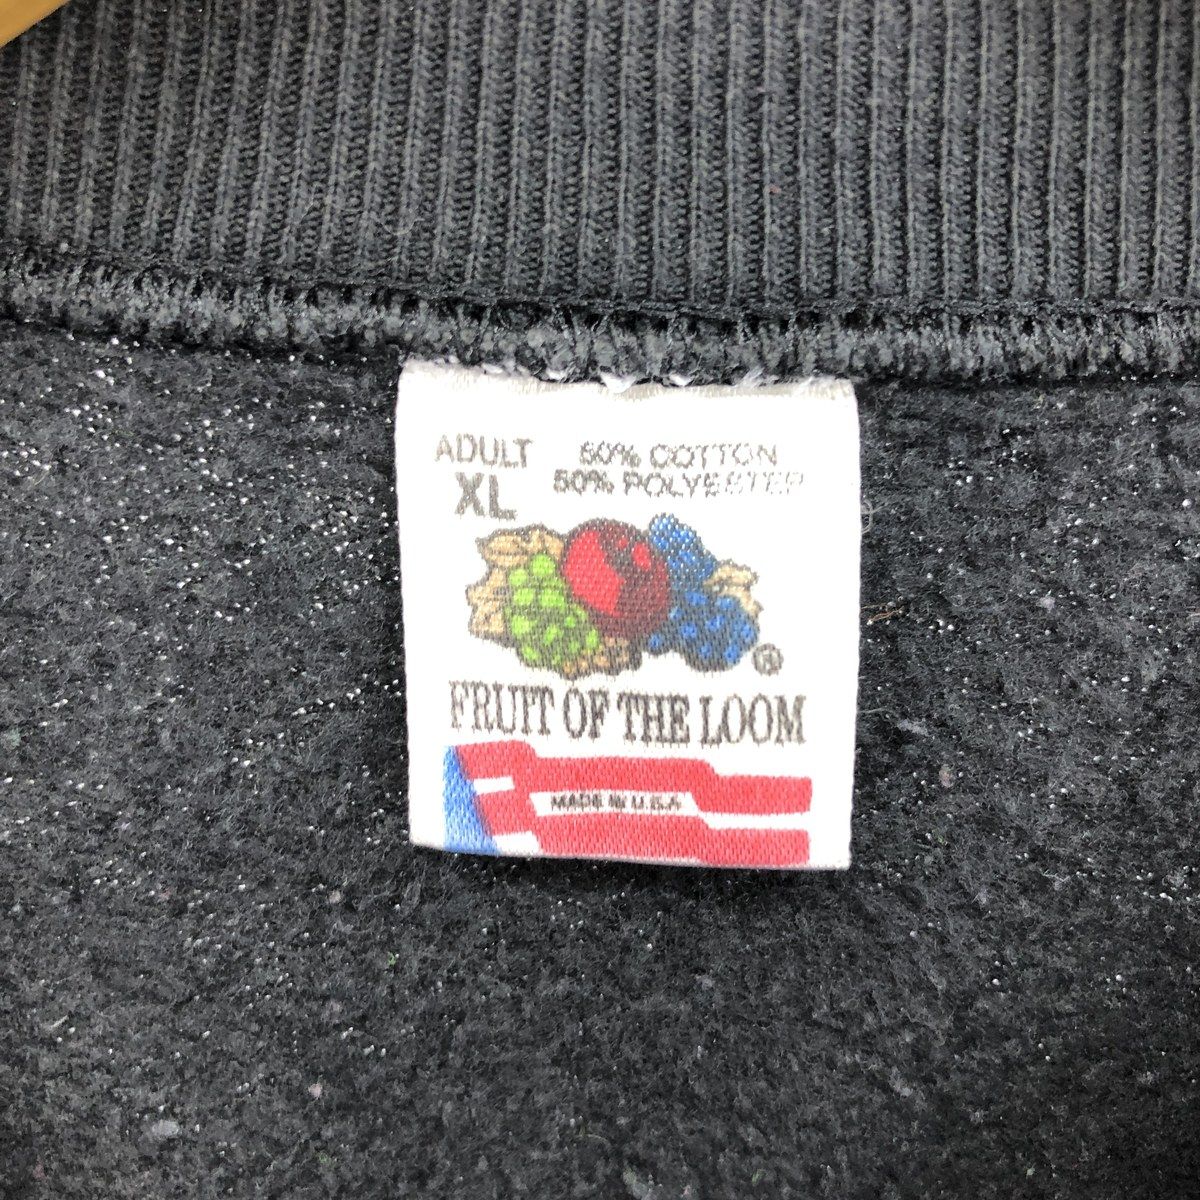 ADULT
XL
50% COTTON
50% POLYESTER
®
FRUIT OF THE LOOM
MADE IN U.S.A